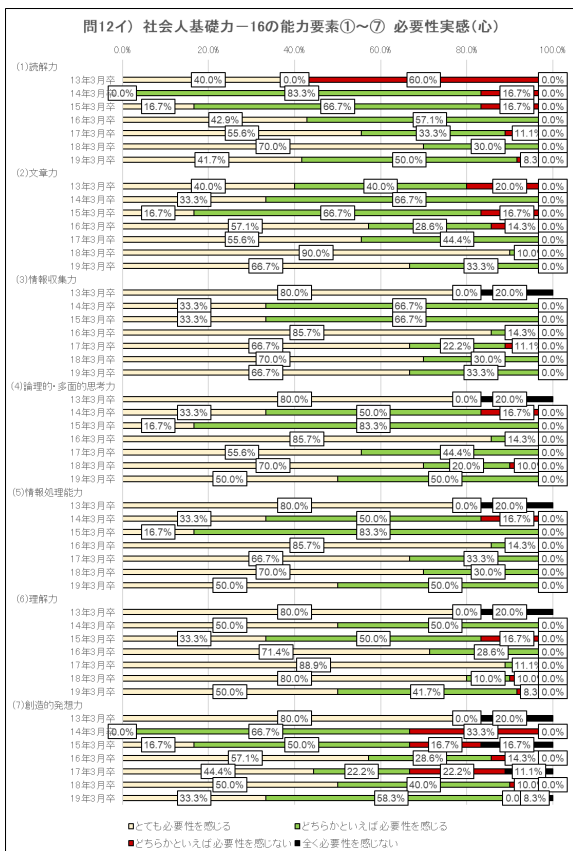 問12イ) 社会人基礎力－16の能力要素①～⑦ 必要性実感(心)
0.0% 20.0% 40.0% 60.0% 80.0% 100.0%
(1)読解力
13年3月卒 40.0% 0.0% 60.0% 0.0%
14年3月卒 0.0% 83.3% 16.7% 0.0%
15年3月卒 16.7% 66.7% 16.7% 0.0%
16年3月卒 42.9% 57.1% 0.0%
17年3月卒 55.6% 33.3% 11.1% 0.0%
18年3月卒 70.0% 30.0% 0.0%
19年3月卒 41.7% 50.0% 8.3 0.0%
(2)文章力
13年3月卒 40.0% 40.0% 20.0% 0.0%
14年3月卒 33.3% 66.7% 0.0%
15年3月卒 16.7% 66.7% 16.7% 0.0%
16年3月卒 57.1% 28.6% 14.3% 0.0%
17年3月卒 55.6% 44.4% 0.0%
18年3月卒 90.0% 10.0% 0.0%
19年3月卒 66.7% 33.3% 0.0%
(3)情報収集力
13年3月卒 80.0% 0.0% 20.0%
14年3月卒 33.3% 66.7% 0.0%
15年3月卒 33.3% 66.7% 0.0%
16年3月卒 85.7% 14.3% 0.0%
17年3月卒 66.7% 22.2% 11.1% 0.0%
18年3月卒 70.0% 30.0% 0.0%
19年3月卒 66.7% 33.3% 0.0%
(4)論理的・多面的思考力
13年3月卒 80.0% 0.0% 20.0%
14年3月卒 33.3% 50.0% 16.7% 0.0%
15年3月卒 16.7% 83.3% 0.0%
16年3月卒 85.7% 14.3% 0.0%
17年3月卒 55.6% 44.4% 0.0%
18年3月卒 70.0% 20.0% 10.0% 0.0%
19年3月卒 50.0% 50.0% 0.0%
(5)情報処理能力
13年3月卒 80.0% 0.0% 20.0%
14年3月卒 33.3% 50.0% 16.7% 0.0%
15年3月卒 16.7% 83.3% 0.0%
16年3月卒 85.7% 14.3% 0.0%
17年3月卒 66.7% 33.3% 0.0%
18年3月卒 70.0% 30.0% 0.0%
19年3月卒 50.0% 50.0% 0.0%
(6)理解力
13年3月卒 80.0% 0.0% 20.0%
14年3月卒 50.0% 50.0% 0.0%
15年3月卒 33.3% 50.0% 16.7% 0.0%
16年3月卒 71.4% 28.6% 0.0%
17年3月卒 88.9% 11.1% 0.0%
18年3月卒 80.0% 10.0% 10.0% 0.0%
19年3月卒 50.0% 41.7% 8.3 0.0%
(7)創造的発想力
13年3月卒 80.0% 0.0% 20.0%
14年3月卒 0.0% 66.7% 33.3% 0.0%
15年3月卒 16.7% 50.0% 16.7% 16.7%
16年3月卒 57.1% 28.6% 14.3% 0.0%
17年3月卒 44.4% 22.2% 22.2% 11.1%
18年3月卒 50.0% 40.0% 10.0% 0.0%
19年3月卒 33.3% 58.3% 0.0 8.3%
とても必要性を感じる どちらかといえば必要性を感じる
どちらかといえば必要性を感じない 全く必要性を感じない